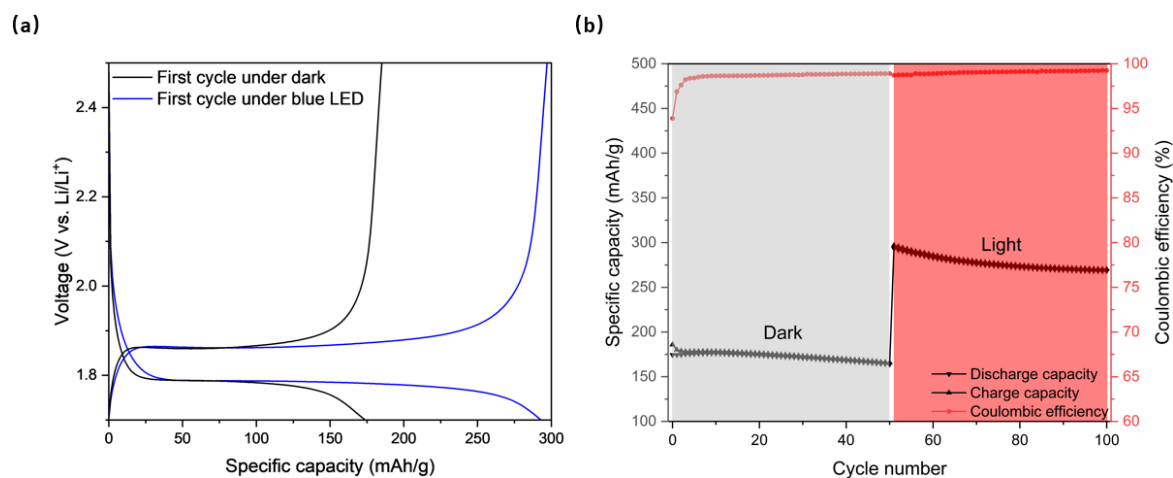 (a)
First cycle under dark
First cycle under blue LED
Voltage (V vs. Li/Li⁺)
2.4
2.2
2.0
1.8
0
50
100
150
200
250
300
Specific capacity (mAh/g)
(b)
Specific capacity (mAh/g)
500
450
400
350
300
250
200
150
100
Dark
Light
Discharge capacity
Charge capacity
Coulombic efficiency
100
95
90
85
80
75
70
65
60
Coulombic efficiency (%)
0
20
40
60
80
100
Cycle number